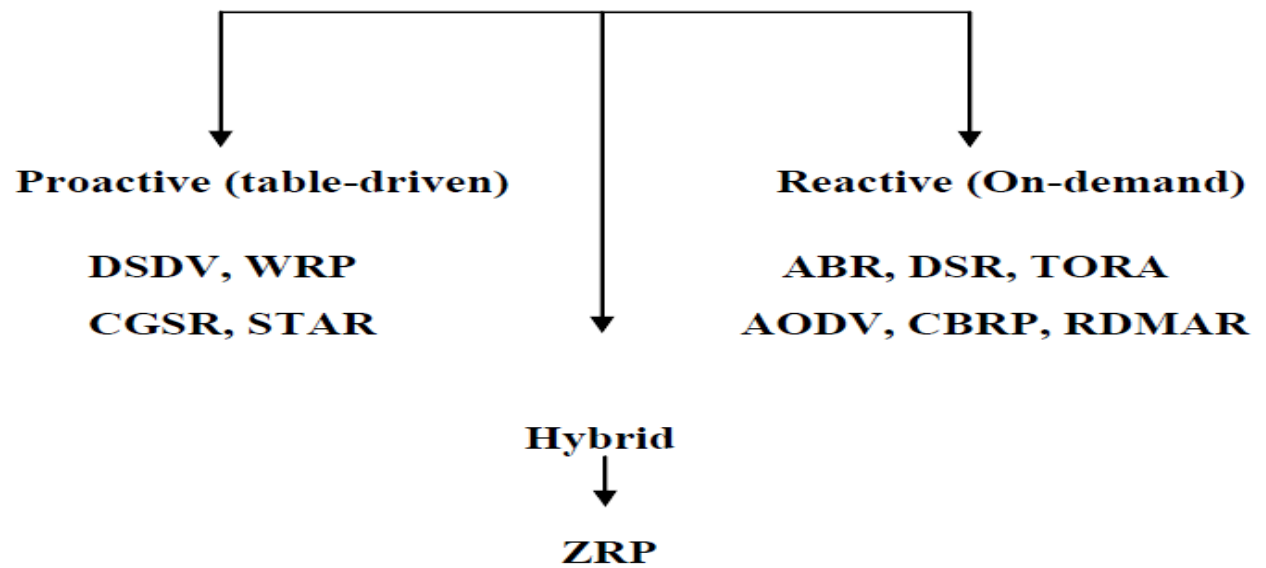 Proactive (table-driven)
DSDV, WRP
CGSR, STAR
Reactive (On-demand)
ABR, DSR, TORA
AODV, CBRP, RDMAR
Hybrid
ZRP